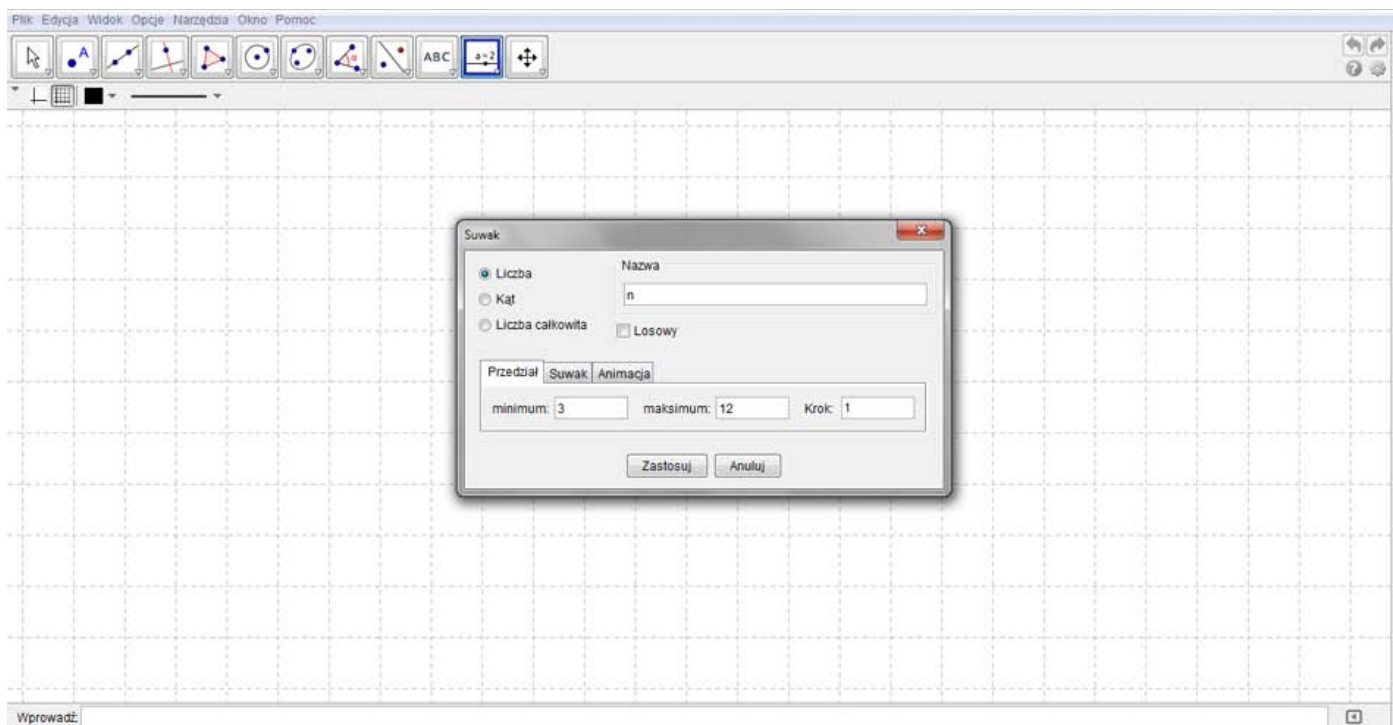 Plik Edycja Widok Opcje Narzędzia Okno Pomoc
A
α
ABC
a=2
Suwak
Liczba
Nazwa
Kąt
n
Liczba całkowita
Losowy
Przedział Suwak Animacja
minimum: 3 maksimum: 12 Krok: 1
Zastosuj Anuluj
Wprowadź: